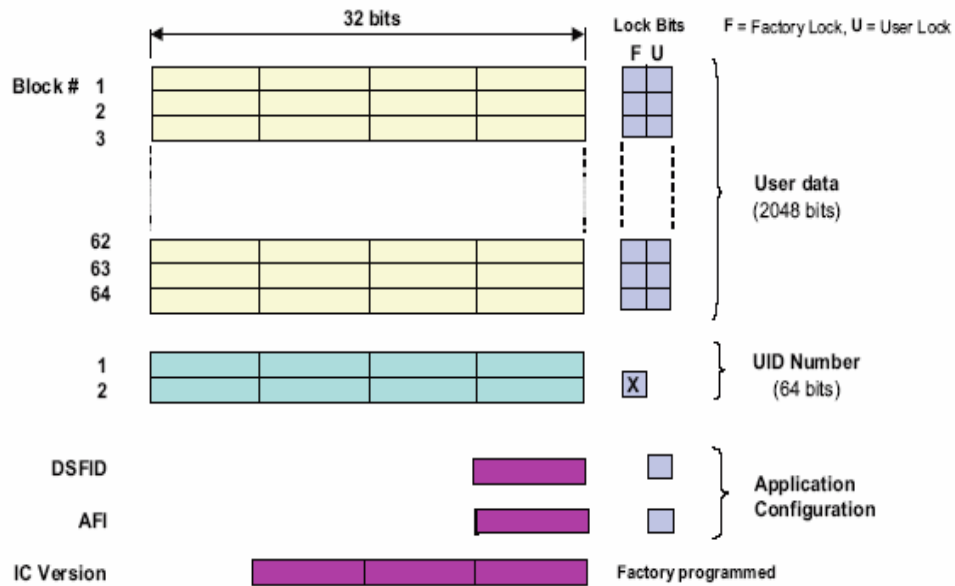 32 bits
Lock Bits
F = Factory Lock, U = User Lock
F U
Block # 1
2
3
User data
(2048 bits)
62
63
64
1
2
X
UID Number
(64 bits)
DSFID
AFI
Application
Configuration
IC Version
Factory programmed